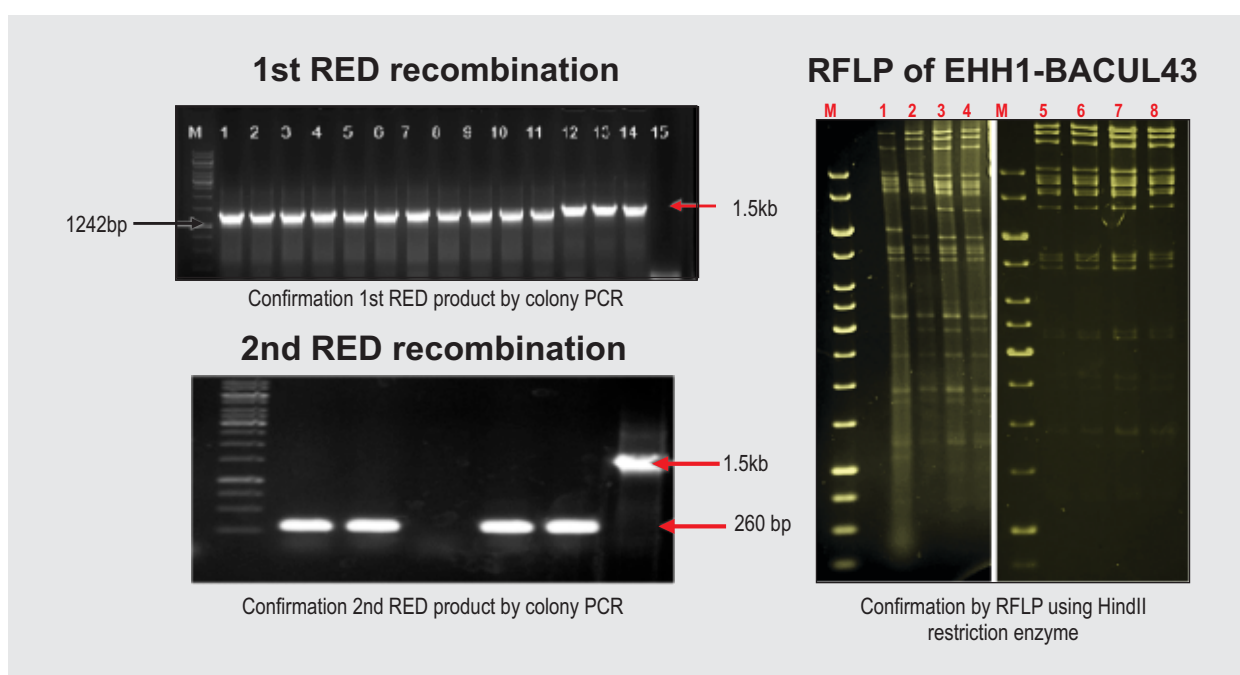 1st RED recombination
M 1 2 3 4 5 6 7 8 9 10 11 12 13 14 15
1242bp
1.5kb
Confirmation 1st RED product by colony PCR
2nd RED recombination
1.5kb
260 bp
Confirmation 2nd RED product by colony PCR
RFLP of EHH1-BACUL43
M 1 2 3 4 M 5 6 7 8
Confirmation by RFLP using HindII
restriction enzyme